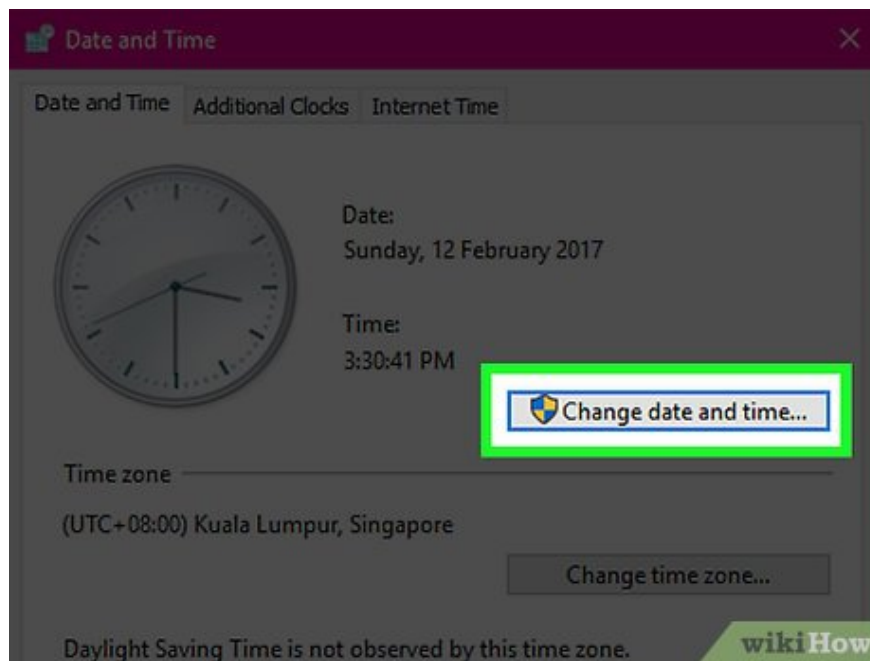 Date and Time
Date and Time Additional Clocks Internet Time
Date:
Sunday, 12 February 2017
Time:
3:30:41 PM
Change date and time...
Time zone
(UTC+08:00) Kuala Lumpur, Singapore
Change time zone...
Daylight Saving Time is not observed by this time zone.
wikiHow